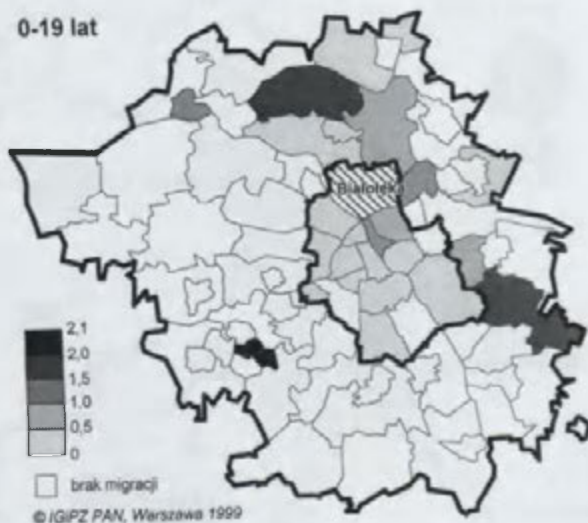 0-19 lat
Białołęka
2,1
2,0
1,5
1,0
0,5
0
brak migracji
© IGiPZ PAN, Warszawa 1999